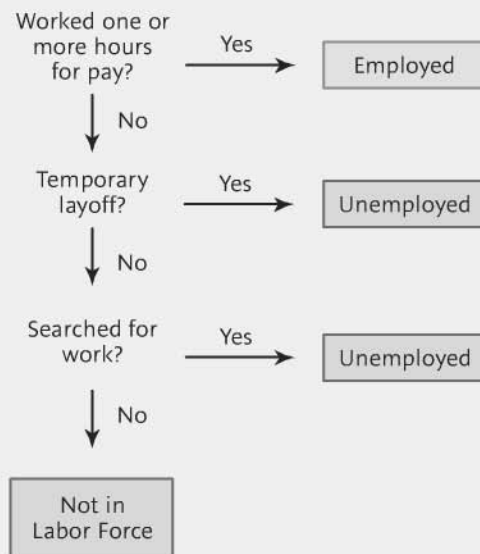 Worked one or
more hours
for pay?
Yes
Employed
No
Temporary
layoff?
Yes
Unemployed
No
Searched for
work?
Yes
Unemployed
No
Not in
Labor Force